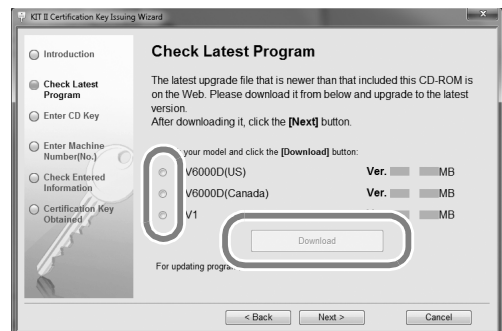 KIT II Certification Key Issuing Wizard
x
Introduction
Check Latest
Program
Enter CD Key
Enter Machine
Number(No.)
Check Entered
Information
Certification Key
Obtained
Check Latest Program
The latest upgrade file that is newer than that included this CD-ROM is
on the Web. Please download it from below and upgrade to the latest
version.
After downloading it, click the [Next] button.
your model and click the [Download] button:
V6000D(US) Ver. MB
V6000D(Canada) Ver. MB
V1 MB
Download
For updating
< Back Next > Cancel